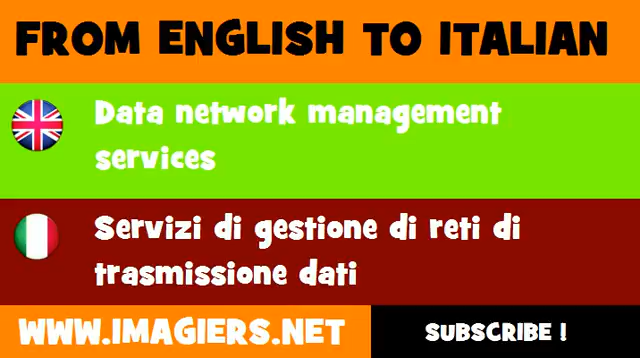 FROM ENGLISH TO ITALIAN
Data network management
services
Servizi di gestione di reti di
trasmissione dati
WWW.IMAGIERS.NET
SUBSCRIBE !